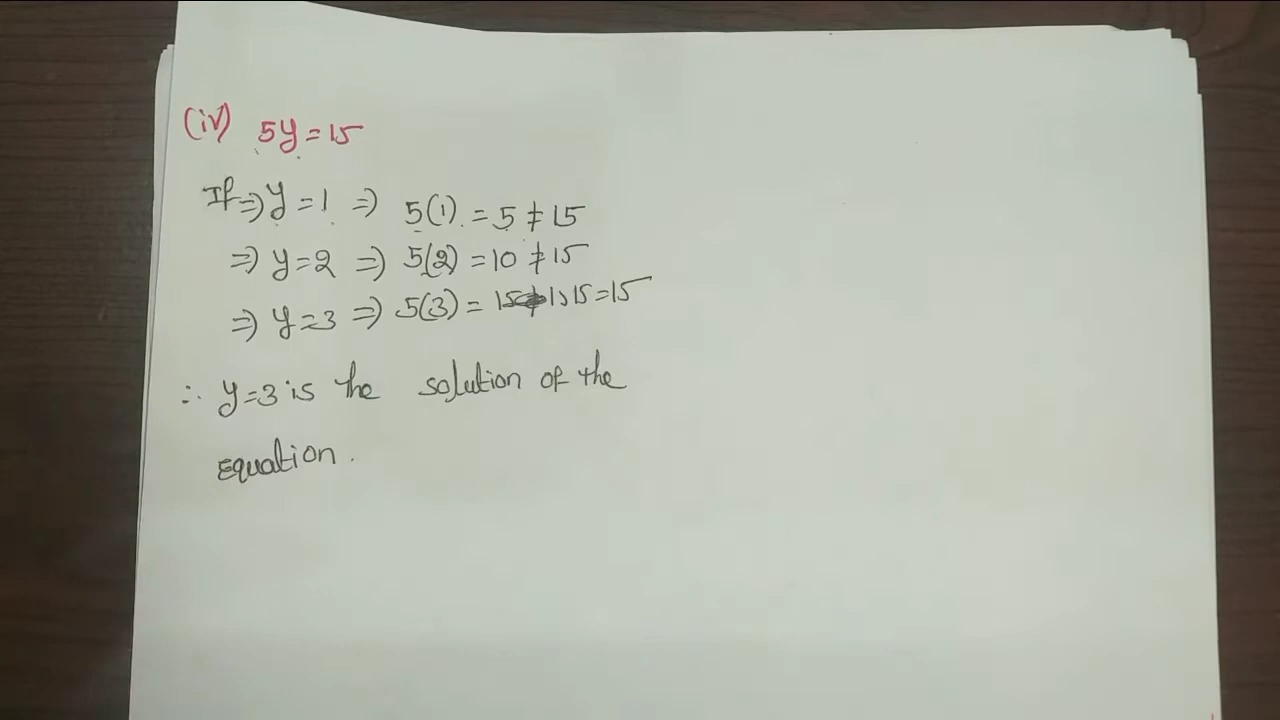 (iv) 5y = 15
If ⇒ y = 1 ⇒ 5(1) = 5 ≠ 15
⇒ y = 2 ⇒ 5(2) = 10 ≠ 15
⇒ y = 3 ⇒ 5(3) = 15 = 15
∴ y = 3 is the solution of the
Equation.